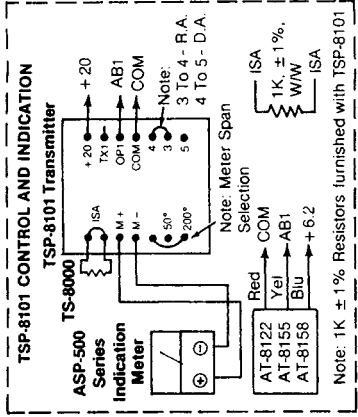 TSP-8101 CONTROL AND INDICATION
TSP-8101 Transmitter
TS-8000
ISA
M +
M −
50°
200°
+ 20
TX1
OP1
COM
4
3
5
+ 20
AB1
COM
Note:
3 To 4 - R.A.
4 To 5 - D.A.
Note: Meter Span
Selection
ASP-500
Series
Indication
Meter
+
−
AT-8122
AT-8155
AT-8158
Red
COM
Yel
AB1
Blu
+ 6.2
ISA
1K, ± 1%,
W/W
ISA
Note: 1K ± 1% Resistors furnished with TSP-8101